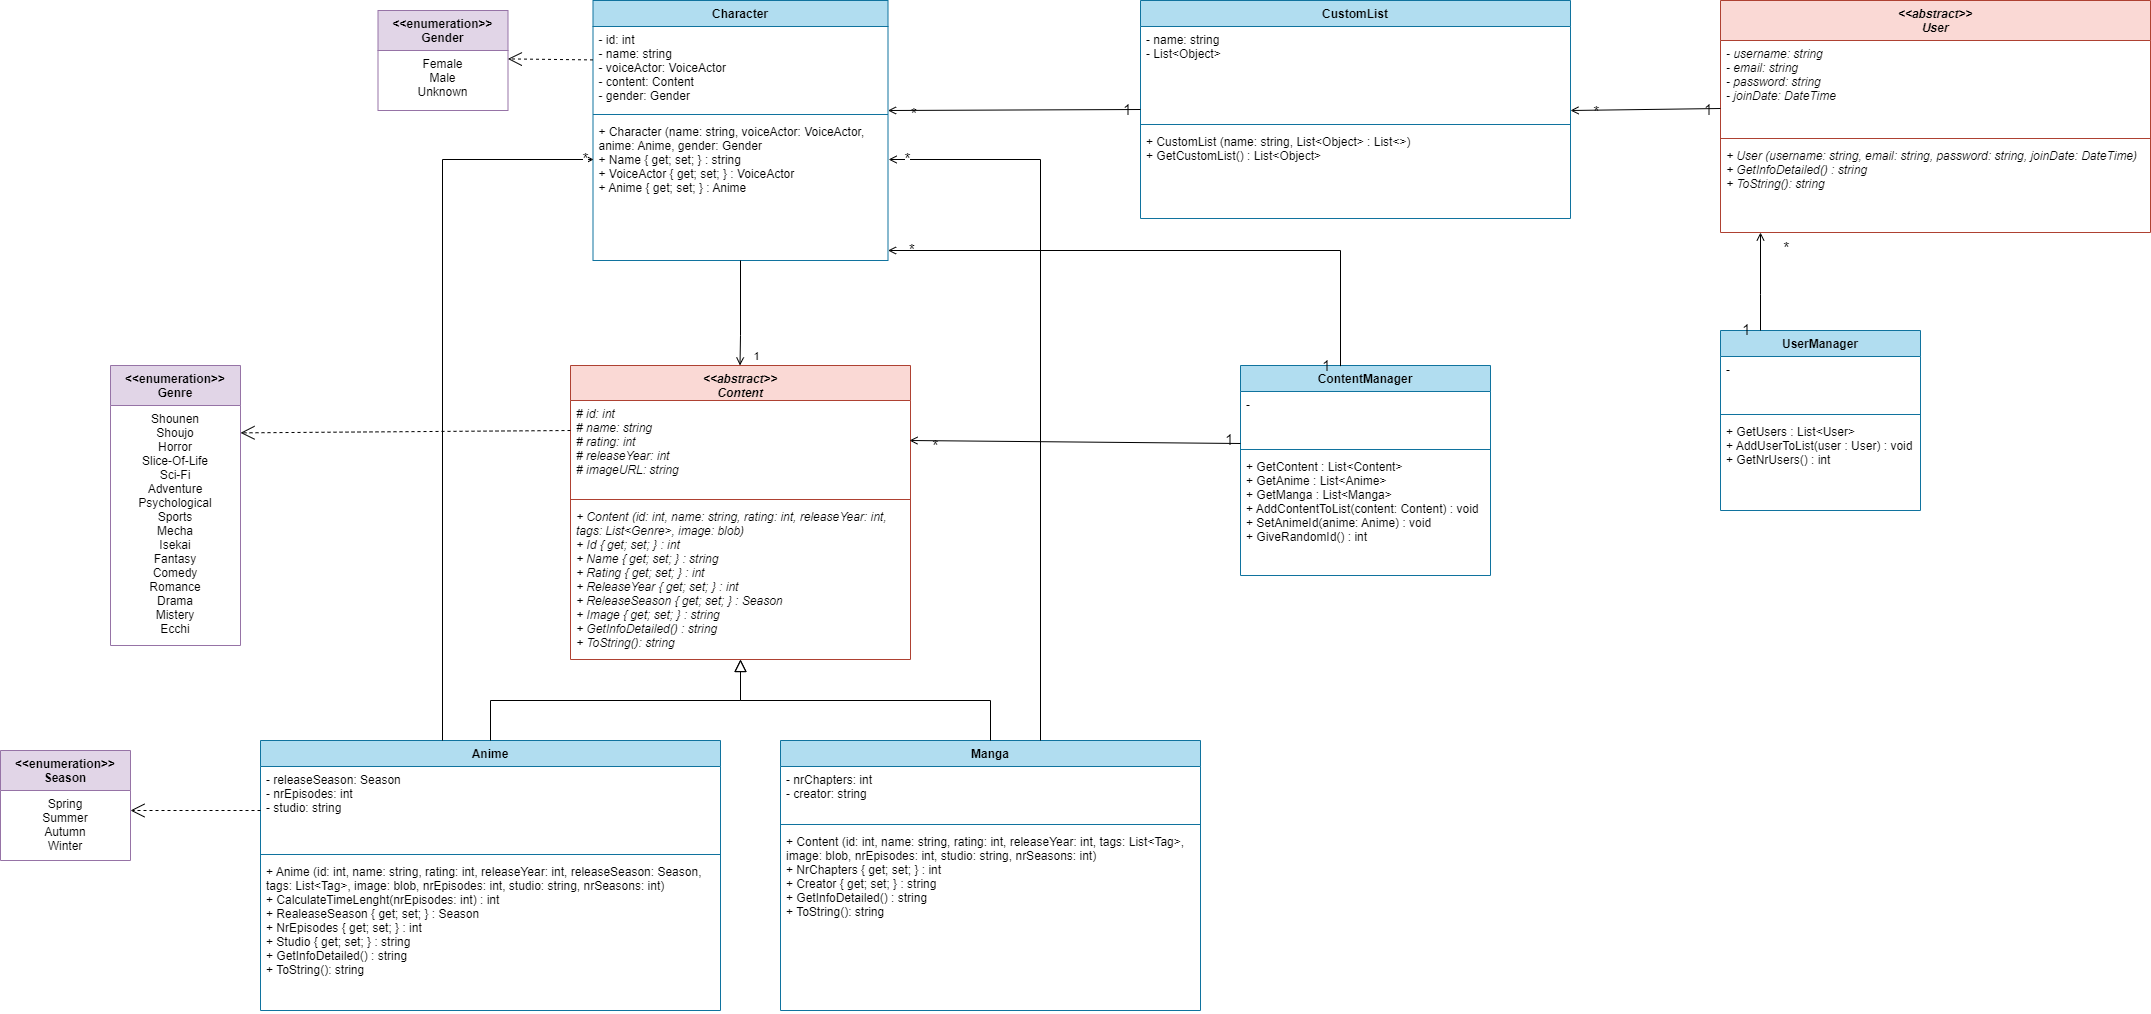 <<enumeration>>
Gender
Female
Male
Unknown
Character
- id: int
- name: string
- voiceActor: VoiceActor
- content: Content
- gender: Gender
+ Character (name: string, voiceActor: VoiceActor,
anime: Anime, gender: Gender
+ Name { get; set; } : string
+ VoiceActor { get; set; } : VoiceActor
+ Anime { get; set; } : Anime
*
*
*
*
CustomList
- name: string
- List<Object>
+ CustomList (name: string, List<Object> : List<>)
+ GetCustomList() : List<Object>
1
*
1
<<abstract>>
User
- username: string
- email: string
- password: string
- joinDate: DateTime
+ User (username: string, email: string, password: string, joinDate: DateTime)
+ GetInfoDetailed() : string
+ ToString(): string
*
1
UserManager
-
+ GetUsers : List<User>
+ AddUserToList(user : User) : void
+ GetNrUsers() : int
<<enumeration>>
Genre
Shounen
Shoujo
Horror
Slice-Of-Life
Sci-Fi
Adventure
Psychological
Sports
Mecha
Isekai
Fantasy
Comedy
Romance
Drama
Mistery
Ecchi
1
<<abstract>>
Content
# id: int
# name: string
# rating: int
# releaseYear: int
# imageURL: string
+ Content (id: int, name: string, rating: int, releaseYear: int,
tags: List<Genre>, image: blob)
+ Id { get; set; } : int
+ Name { get; set; } : string
+ Rating { get; set; } : int
+ ReleaseYear { get; set; } : int
+ ReleaseSeason { get; set; } : Season
+ Image { get; set; } : string
+ GetInfoDetailed() : string
+ ToString(): string
*
1
1
ContentManager
-
+ GetContent : List<Content>
+ GetAnime : List<Anime>
+ GetManga : List<Manga>
+ AddContentToList(content: Content) : void
+ SetAnimeId(anime: Anime) : void
+ GiveRandomId() : int
<<enumeration>>
Season
Spring
Summer
Autumn
Winter
Anime
- releaseSeason: Season
- nrEpisodes: int
- studio: string
+ Anime (id: int, name: string, rating: int, releaseYear: int, releaseSeason: Season,
tags: List<Tag>, image: blob, nrEpisodes: int, studio: string, nrSeasons: int)
+ CalculateTimeLenght(nrEpisodes: int) : int
+ RealeaseSeason { get; set; } : Season
+ NrEpisodes { get; set; } : int
+ Studio { get; set; } : string
+ GetInfoDetailed() : string
+ ToString(): string
Manga
- nrChapters: int
- creator: string
+ Content (id: int, name: string, rating: int, releaseYear: int, tags: List<Tag>,
image: blob, nrEpisodes: int, studio: string, nrSeasons: int)
+ NrChapters { get; set; } : int
+ Creator { get; set; } : string
+ GetInfoDetailed() : string
+ ToString(): string